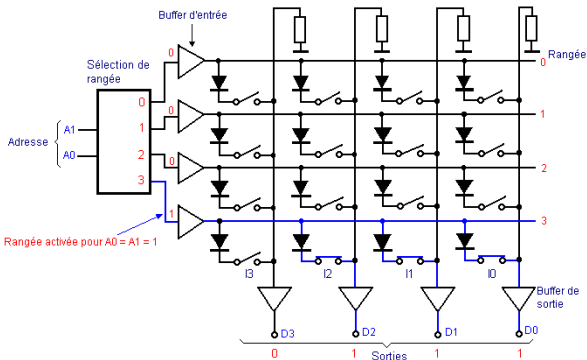 Buffer d'entrée
Sélection de
rangée
Rangée
0
0
0
1
0
1
Adresse
A1
A0
2
0
2
3
1
3
Rangée activée pour A0 = A1 = 1
I3
I2
I1
I0
Buffer de
sortie
D3
D2
D1
D0
0
1
1
1
Sorties